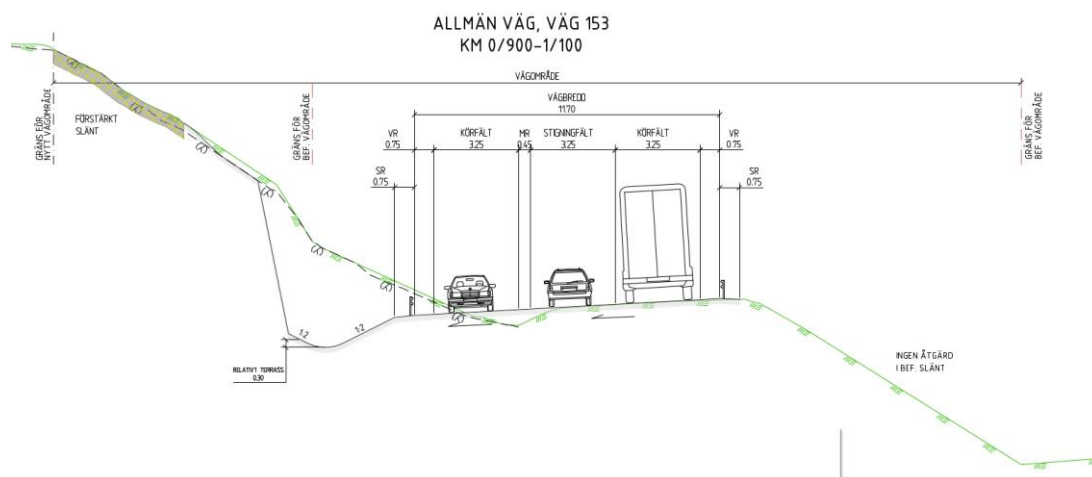 ALLMÄN VÄG, VÄG 153
KM 0/900-1/100
VÄGOMRÅDE
VÄGBREDD
11.70
GRÄNS FÖR
NYTT VÄGOMRÅDE
FÖRSTÄRKT
SLÄNT
GRÄNS FÖR
BEF. VÄGOMRÅDE
VR
0.75
KÖRFÄLT
3.25
MR
0.45
STIGNINGFÄLT
3.25
KÖRFÄLT
3.25
VR
0.75
GRÄNS FÖR
BEF. VÄGOMRÅDE
SR
0.75
SR
0.75
1:2
1:2
RELATIVT TERRASS
0.30
INGEN ÅTGÄRD
I BEF. SLÄNT